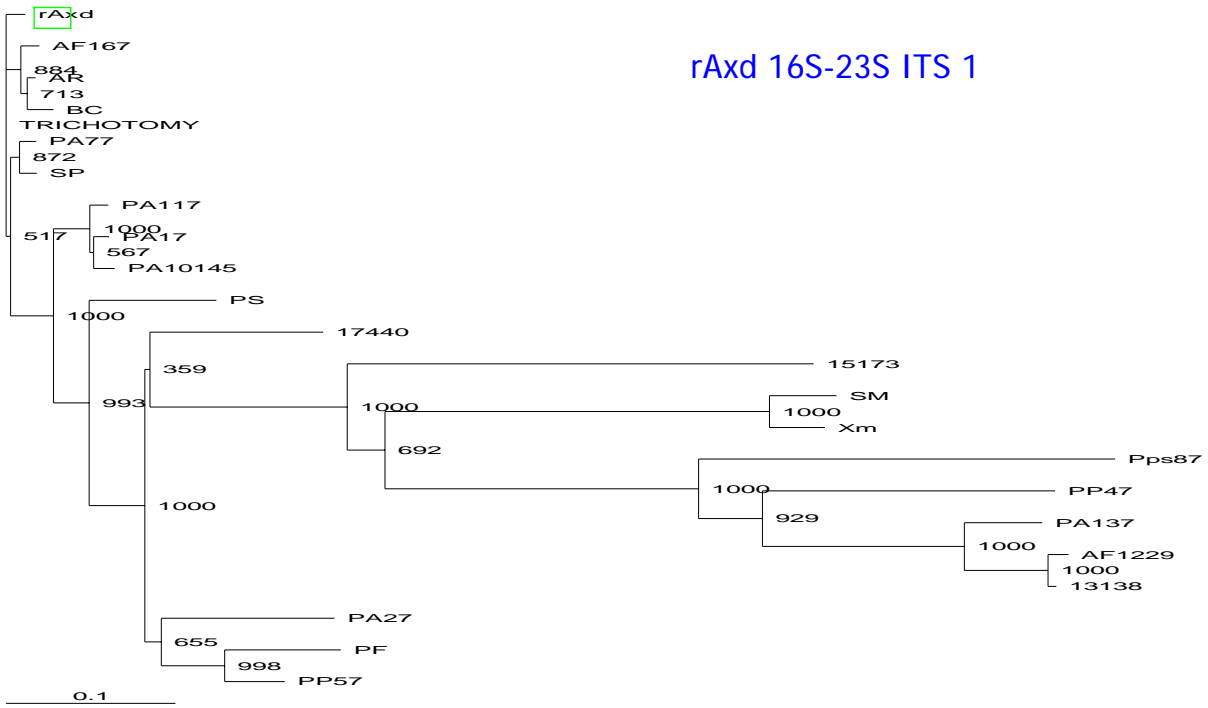 rAxd
rAxd 16S-23S ITS 1
AF167
884
AR
713
BC
TRICHOTOMY
PA77
872
SP
PA117
1000
517
PA17
567
PA10145
PS
1000
17440
359
15173
SM
993
1000
1000
Xm
692
Pps87
1000
PP47
1000
929
PA137
1000
AF1229
1000
13138
PA27
655
PF
998
PP57
0.1